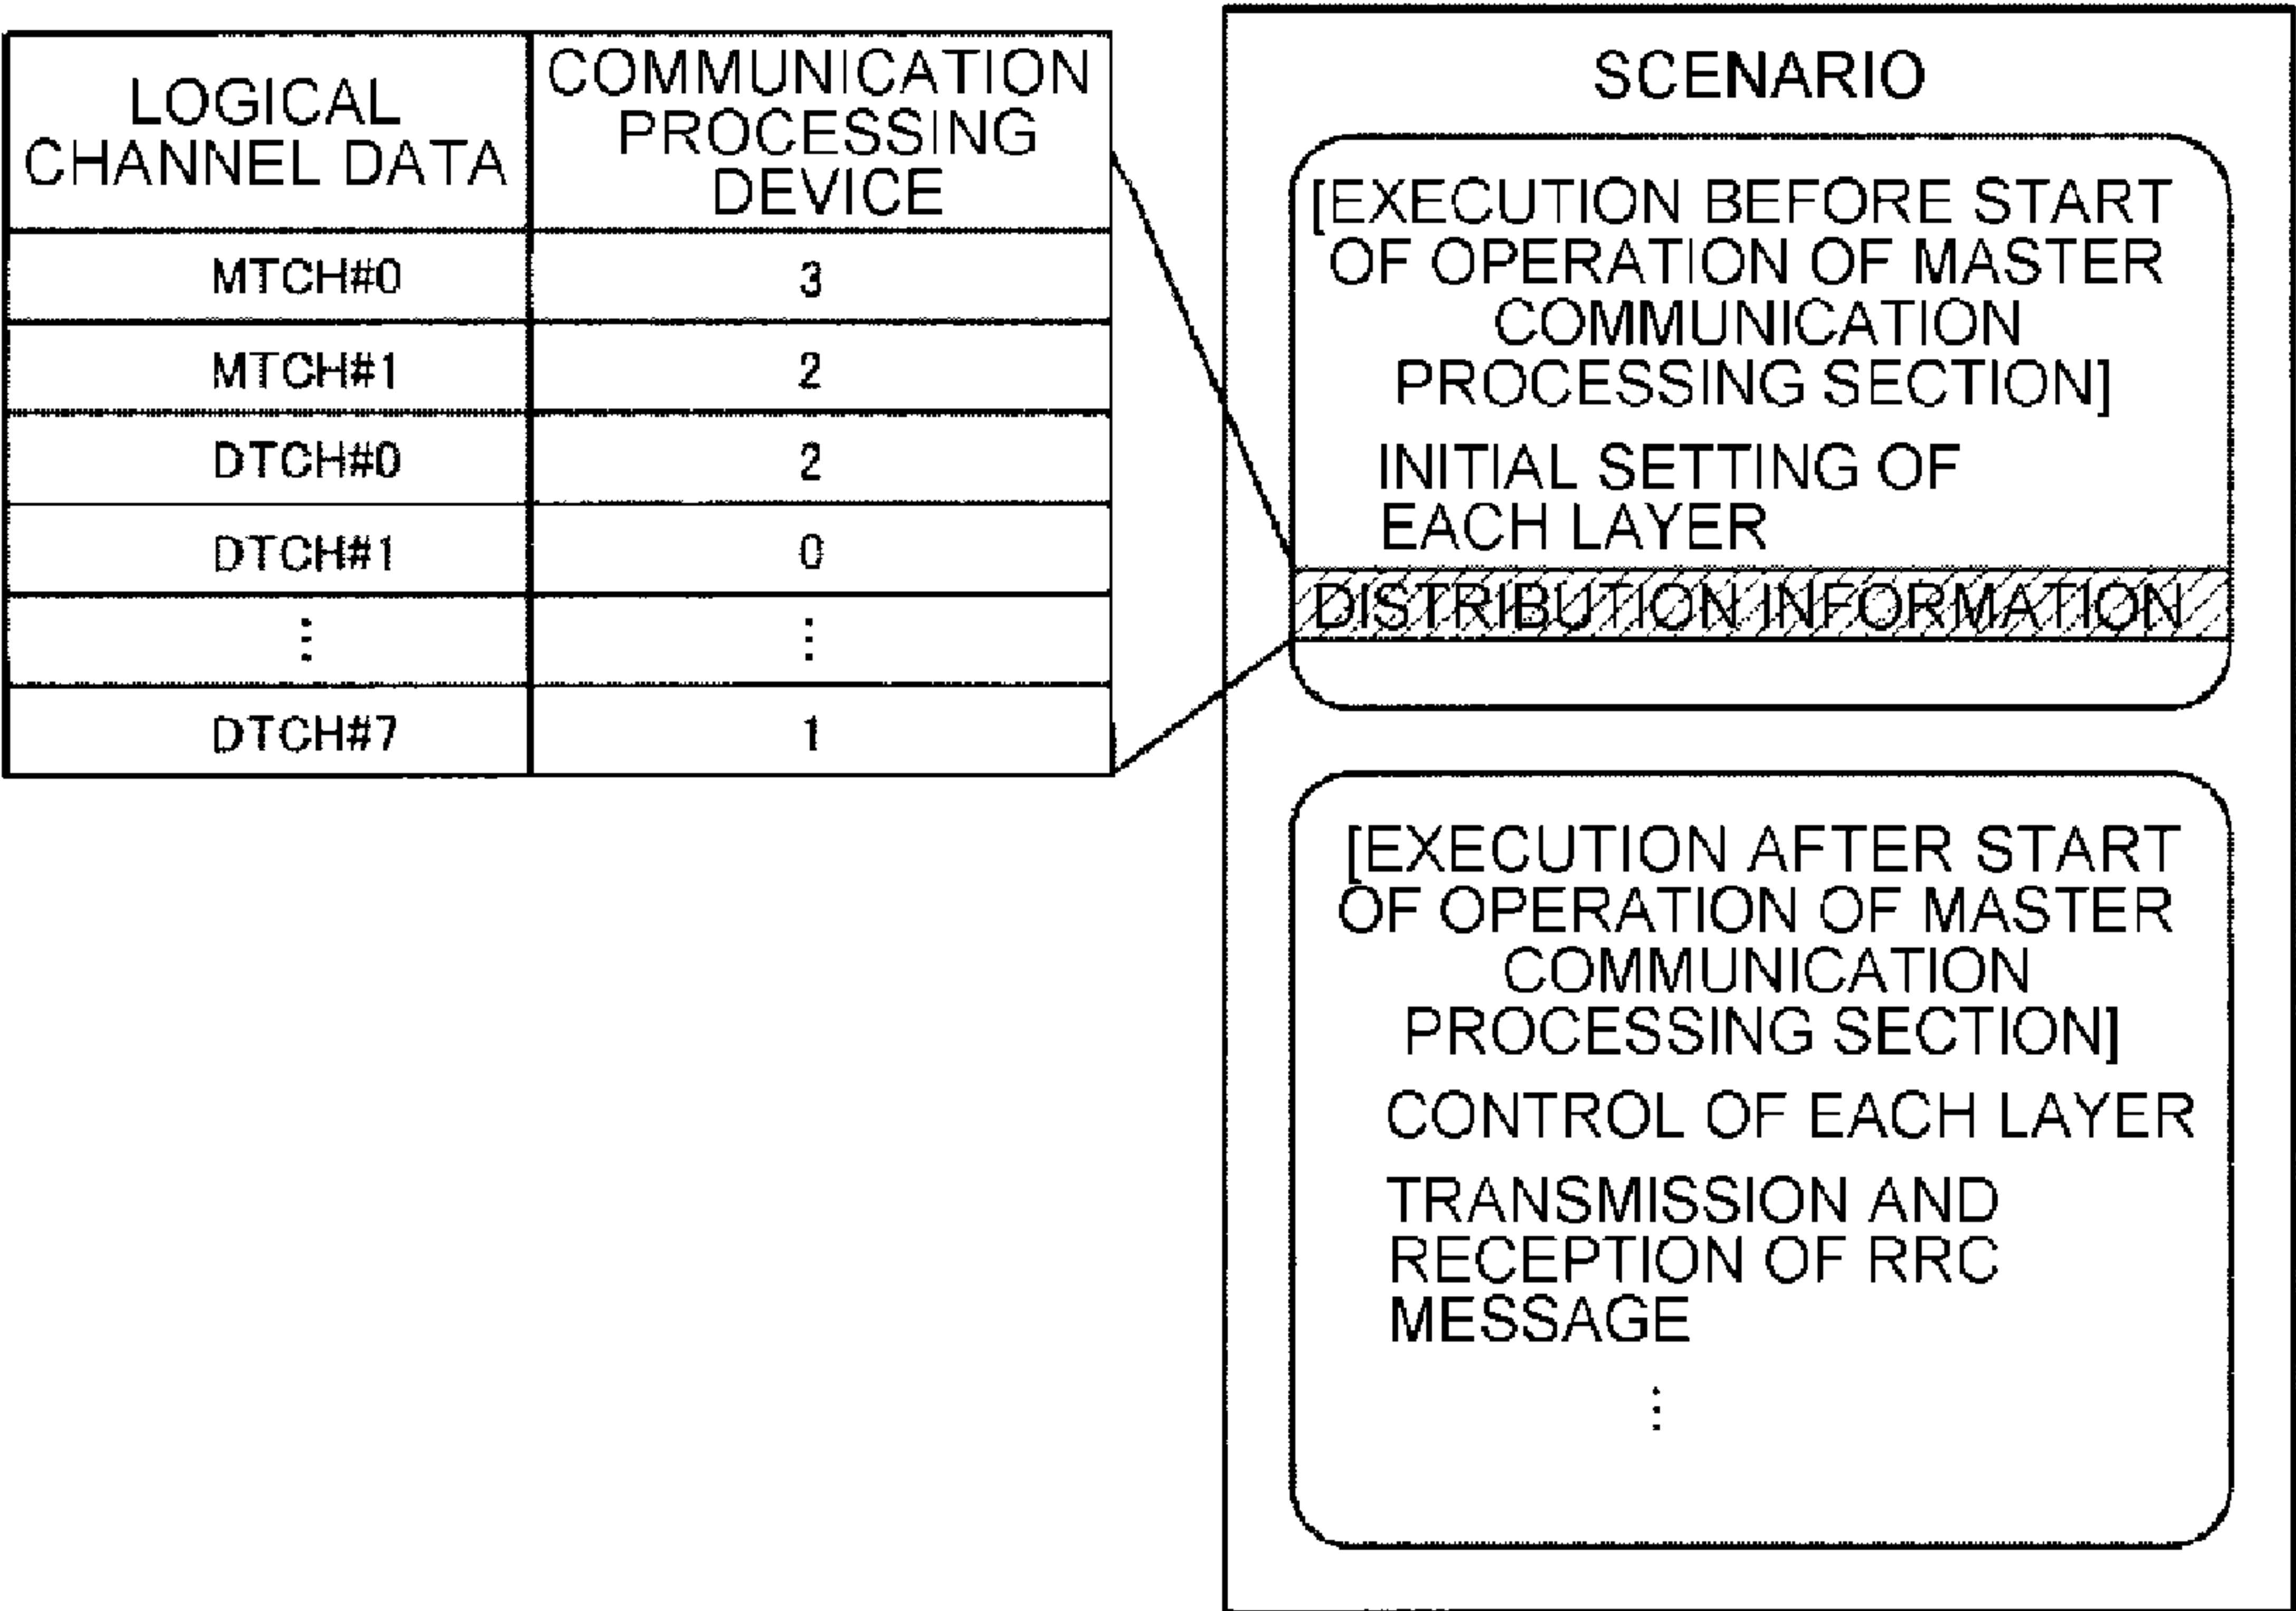 LOGICAL
CHANNEL DATA
COMMUNICATION
PROCESSING
DEVICE
MTCH#0 3
MTCH#1 2
DTCH#0 2
DTCH#1 0
⋮ ⋮
DTCH#7 1
SCENARIO
[EXECUTION BEFORE START
OF OPERATION OF MASTER
COMMUNICATION
PROCESSING SECTION]
INITIAL SETTING OF
EACH LAYER
DISTRIBUTION INFORMATION
[EXECUTION AFTER START
OF OPERATION OF MASTER
COMMUNICATION
PROCESSING SECTION]
CONTROL OF EACH LAYER
TRANSMISSION AND
RECEPTION OF RRC
MESSAGE
⋮